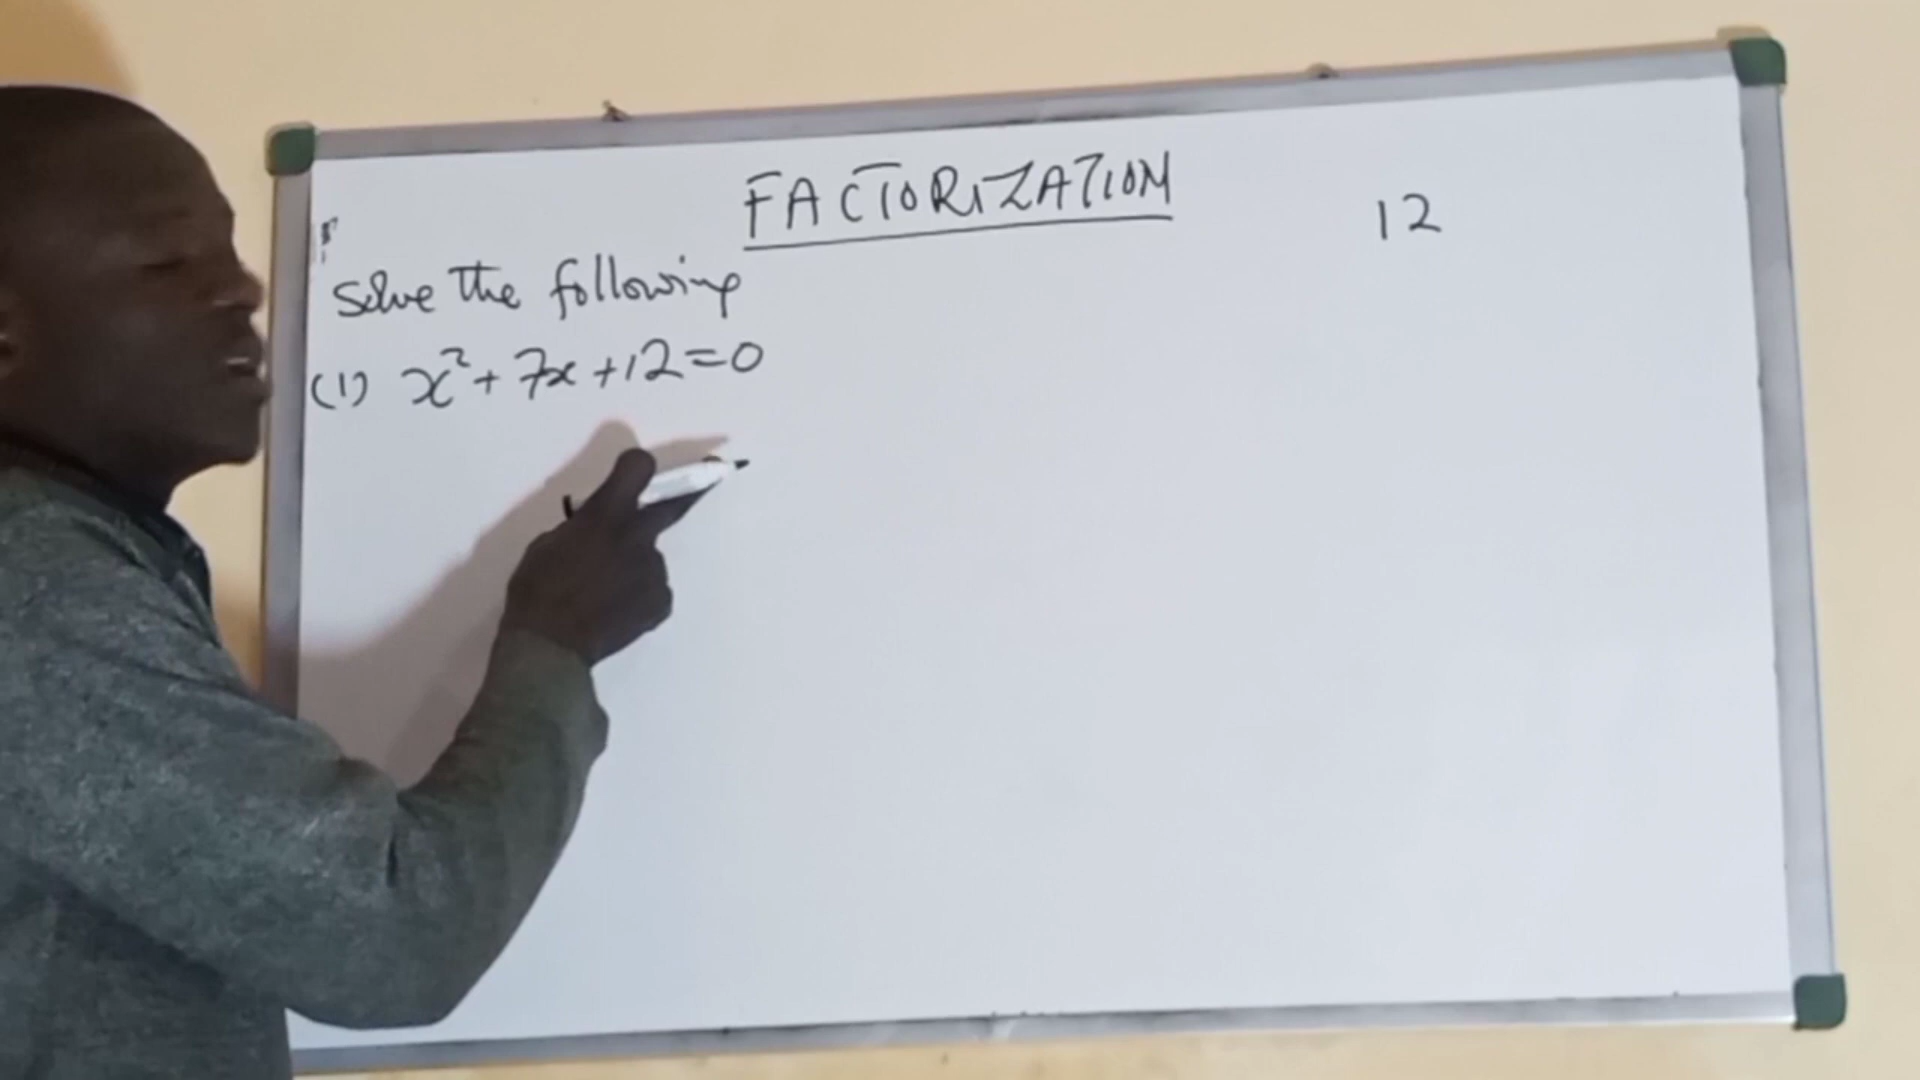 FACTORIZATION
12
Solve the following
(1) x²+7x+12=0